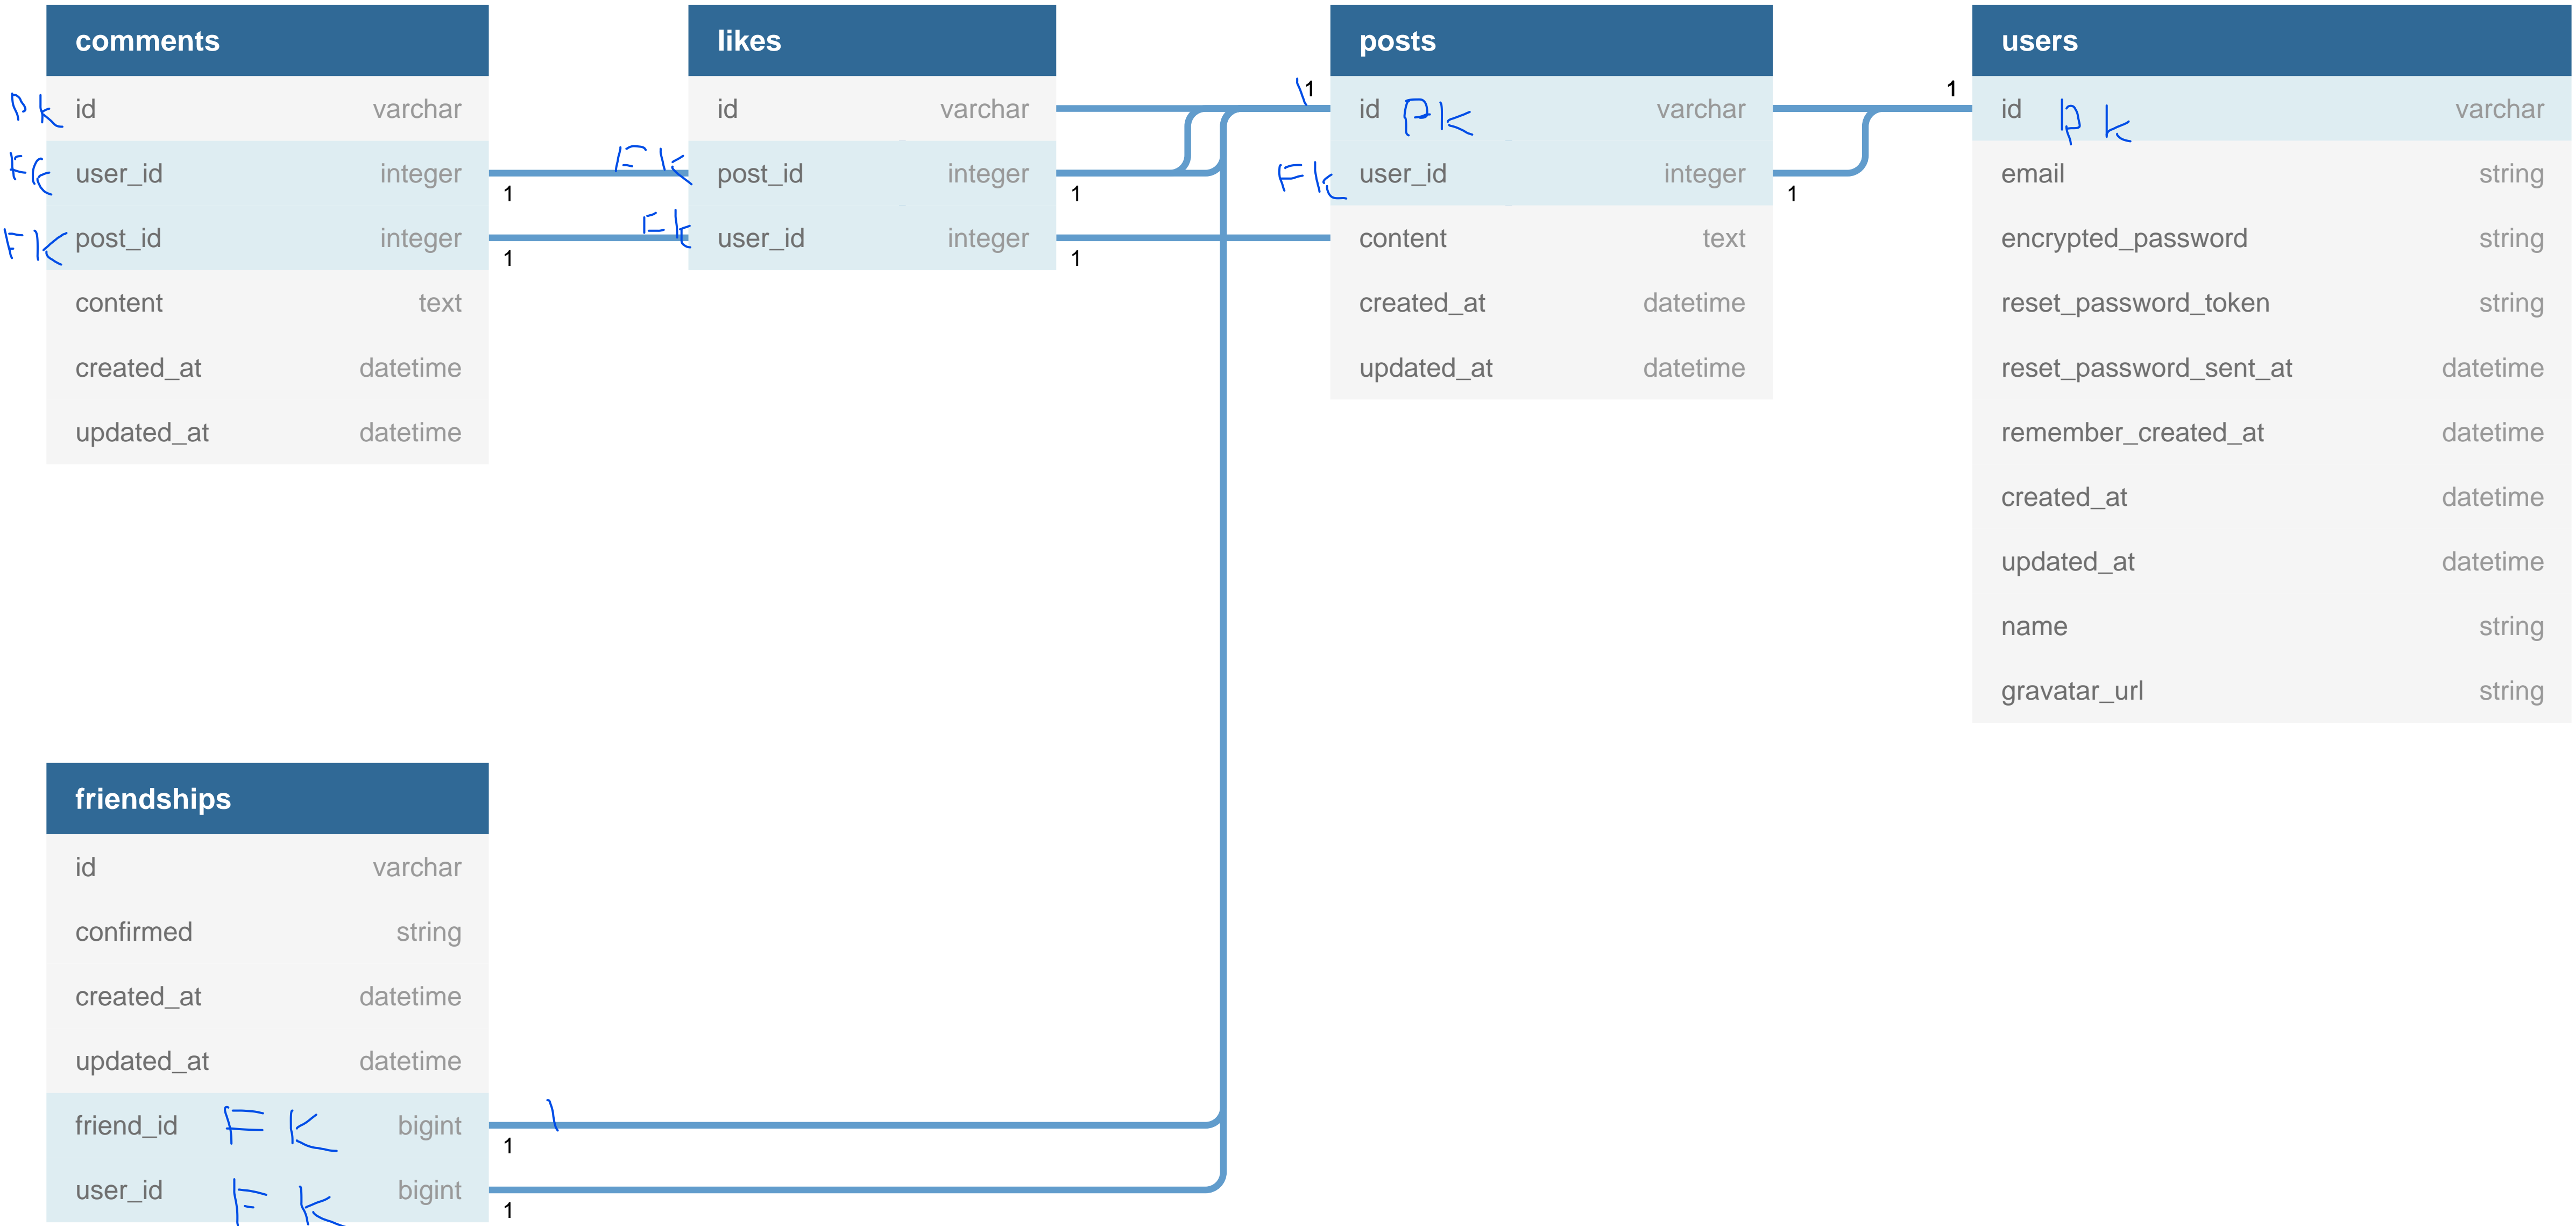 comments
PK id varchar
FK user_id integer 1
FK post_id integer 1
content text
created_at datetime
updated_at datetime
likes
id varchar
FK post_id integer 1
FK user_id integer 1
\ 1
posts
id PK varchar
FK user_id integer 1
content text
created_at datetime
updated_at datetime
1
users
id PK varchar
email string
encrypted_password string
reset_password_token string
reset_password_sent_at datetime
remember_created_at datetime
created_at datetime
updated_at datetime
name string
gravatar_url string
friendships
id varchar
confirmed string
created_at datetime
updated_at datetime
friend_id FK bigint 1 \
user_id FK bigint 1